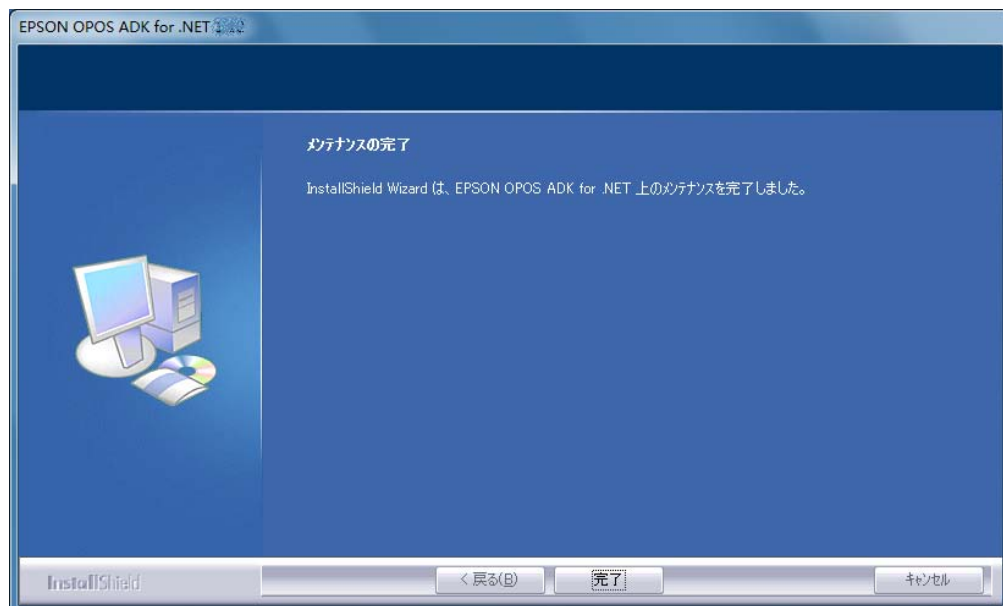 EPSON OPOS ADK for .NET
ﾒﾝﾃﾅﾝｽの完了
InstallShield Wizard は、EPSON OPOS ADK for .NET 上のﾒﾝﾃﾅﾝｽを完了しました。
InstallShield
< 戻る(B)
完了
ｷｬﾝｾﾙ